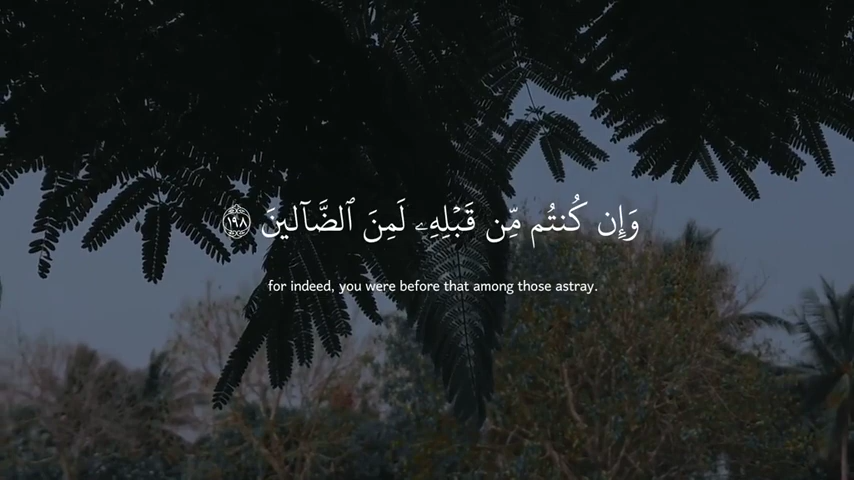 وَإِن كُنتُم مِّن قَبْلِهِۦ لَمِنَ ٱلضَّآلِّينَ ١٩٨
for indeed, you were before that among those astray.